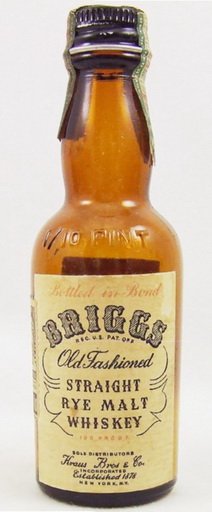 1/10 PINT
Bottled in Bond
BRIGGS
REG. U.S. PAT. OFF.
Old Fashioned
STRAIGHT
RYE MALT
WHISKEY
100 PROOF
SOLE DISTRIBUTORS
Kraus Bros & Co.
INCORPORATED
Established 1878
NEW YORK, N.Y.